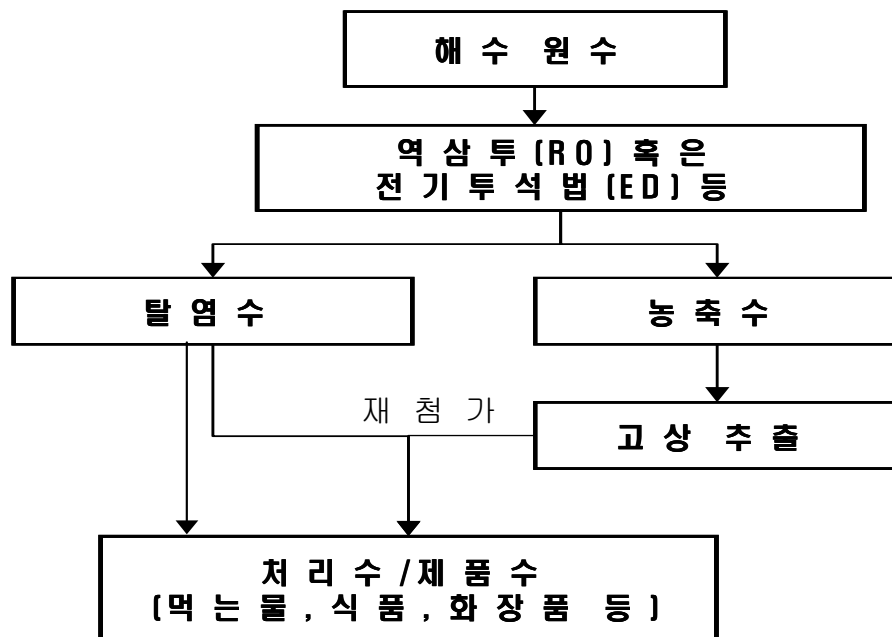 해수 원수
역삼투(RO)혹은
전기투석법(ED)등
탈염수
농축수
재첨가
고상 추출
처리수/제품수
(먹는물,식품,화장품 등)